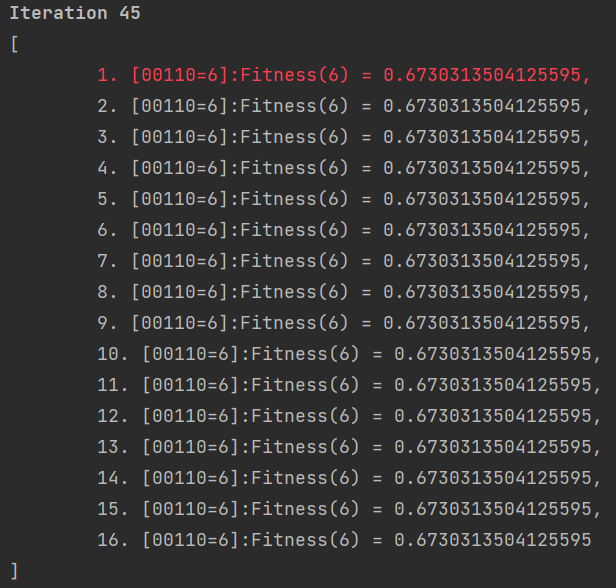 Iteration 45
[
1. [00110=6]:Fitness(6) = 0.6730313504125595,
2. [00110=6]:Fitness(6) = 0.6730313504125595,
3. [00110=6]:Fitness(6) = 0.6730313504125595,
4. [00110=6]:Fitness(6) = 0.6730313504125595,
5. [00110=6]:Fitness(6) = 0.6730313504125595,
6. [00110=6]:Fitness(6) = 0.6730313504125595,
7. [00110=6]:Fitness(6) = 0.6730313504125595,
8. [00110=6]:Fitness(6) = 0.6730313504125595,
9. [00110=6]:Fitness(6) = 0.6730313504125595,
10. [00110=6]:Fitness(6) = 0.6730313504125595,
11. [00110=6]:Fitness(6) = 0.6730313504125595,
12. [00110=6]:Fitness(6) = 0.6730313504125595,
13. [00110=6]:Fitness(6) = 0.6730313504125595,
14. [00110=6]:Fitness(6) = 0.6730313504125595,
15. [00110=6]:Fitness(6) = 0.6730313504125595,
16. [00110=6]:Fitness(6) = 0.6730313504125595
]